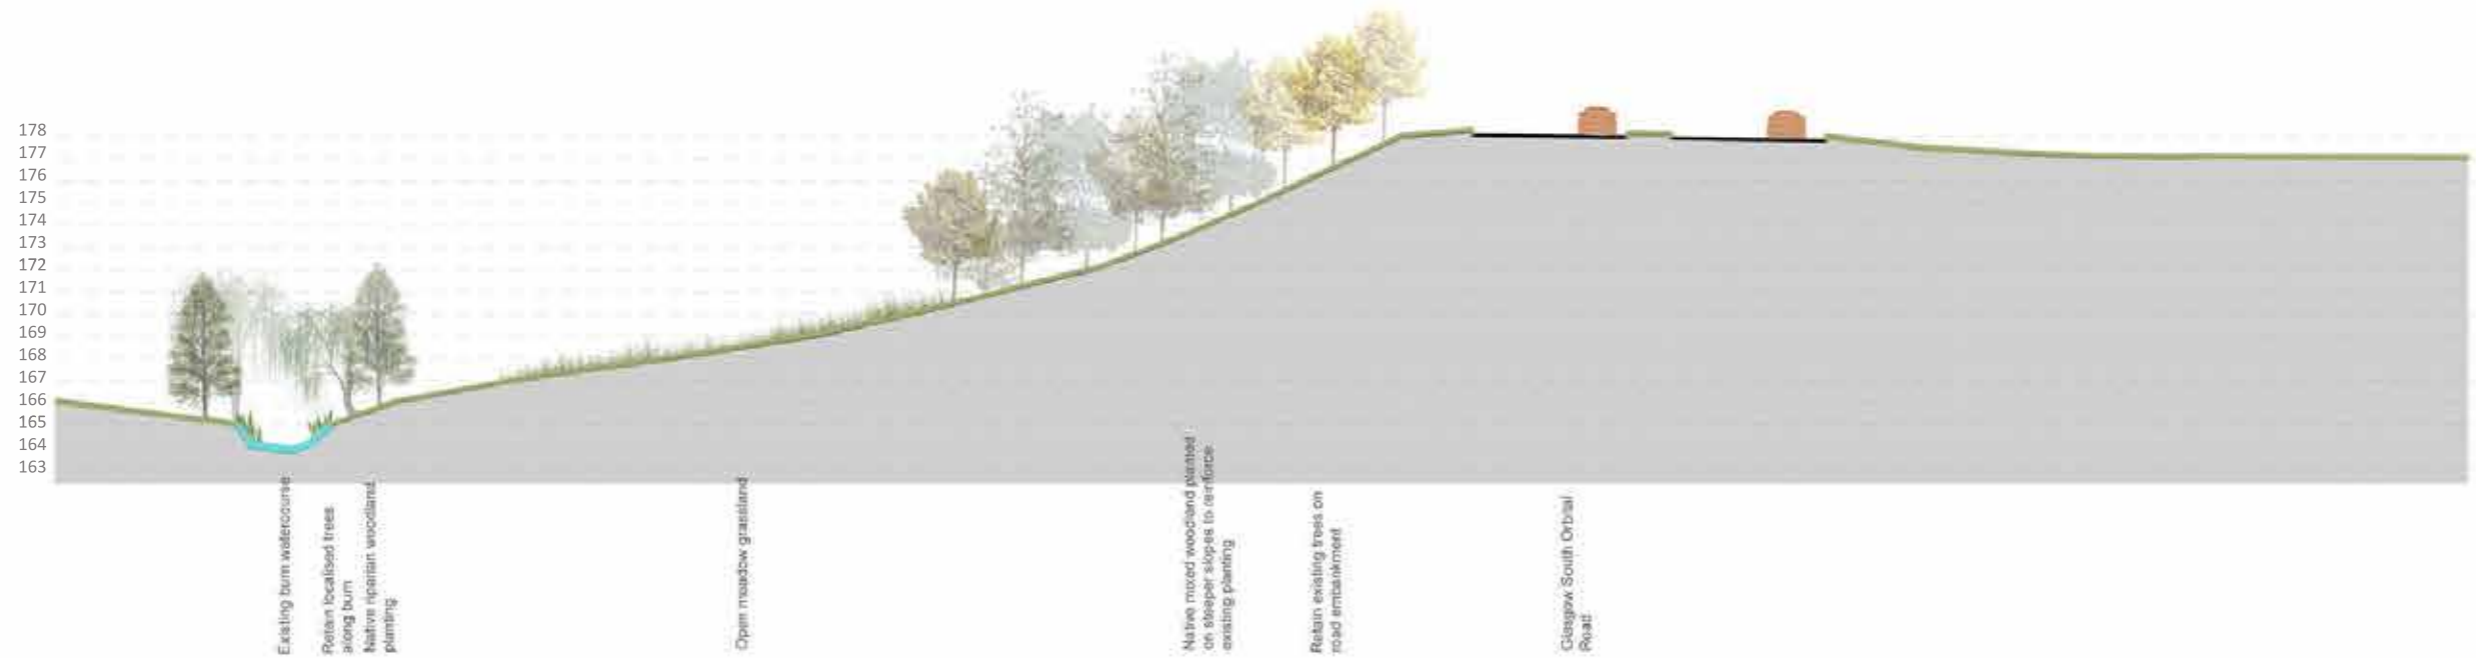 178
177
176
175
174
173
172
171
170
169
168
167
166
165
164
163
Existing burn watercourse
Retain localised trees
along burn
Native riparian woodland
planting
Open meadow grassland
Native mixed woodland planted
on steeper slopes to reinforce
existing planting
Retain existing trees on
road embankment
Glasgow South Orbital
Road